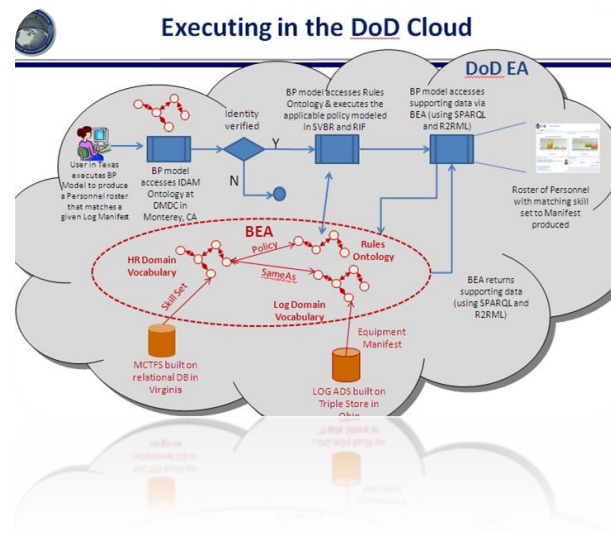 Executing in the DoD Cloud
DoD EA
BP model accesses Rules
Ontology & executes the
applicable policy modeled
in SVBR and RIF
BP model accesses
supporting data via
BEA (using SPARQL
and R2RML)
Identity
verified
Y
N
User in Texas
executes BP
Model to produce
a Personnel roster
that matches a
given Log Manifest
BP model
accesses IDAM
Ontology at
DMDC in
Monterey, CA
Roster of Personnel
with matching skill
set to Manifest
produced
BEA
Policy
Rules
Ontology
HR Domain
Vocabulary
SameAs
Log Domain
Vocabulary
Skill Set
BEA returns
supporting data
(using SPARQL and
R2RML)
Equipment
Manifest
MCTFS built on
relational DB in
Virginia
LOG ADS built on
Triple Store in
Ohio